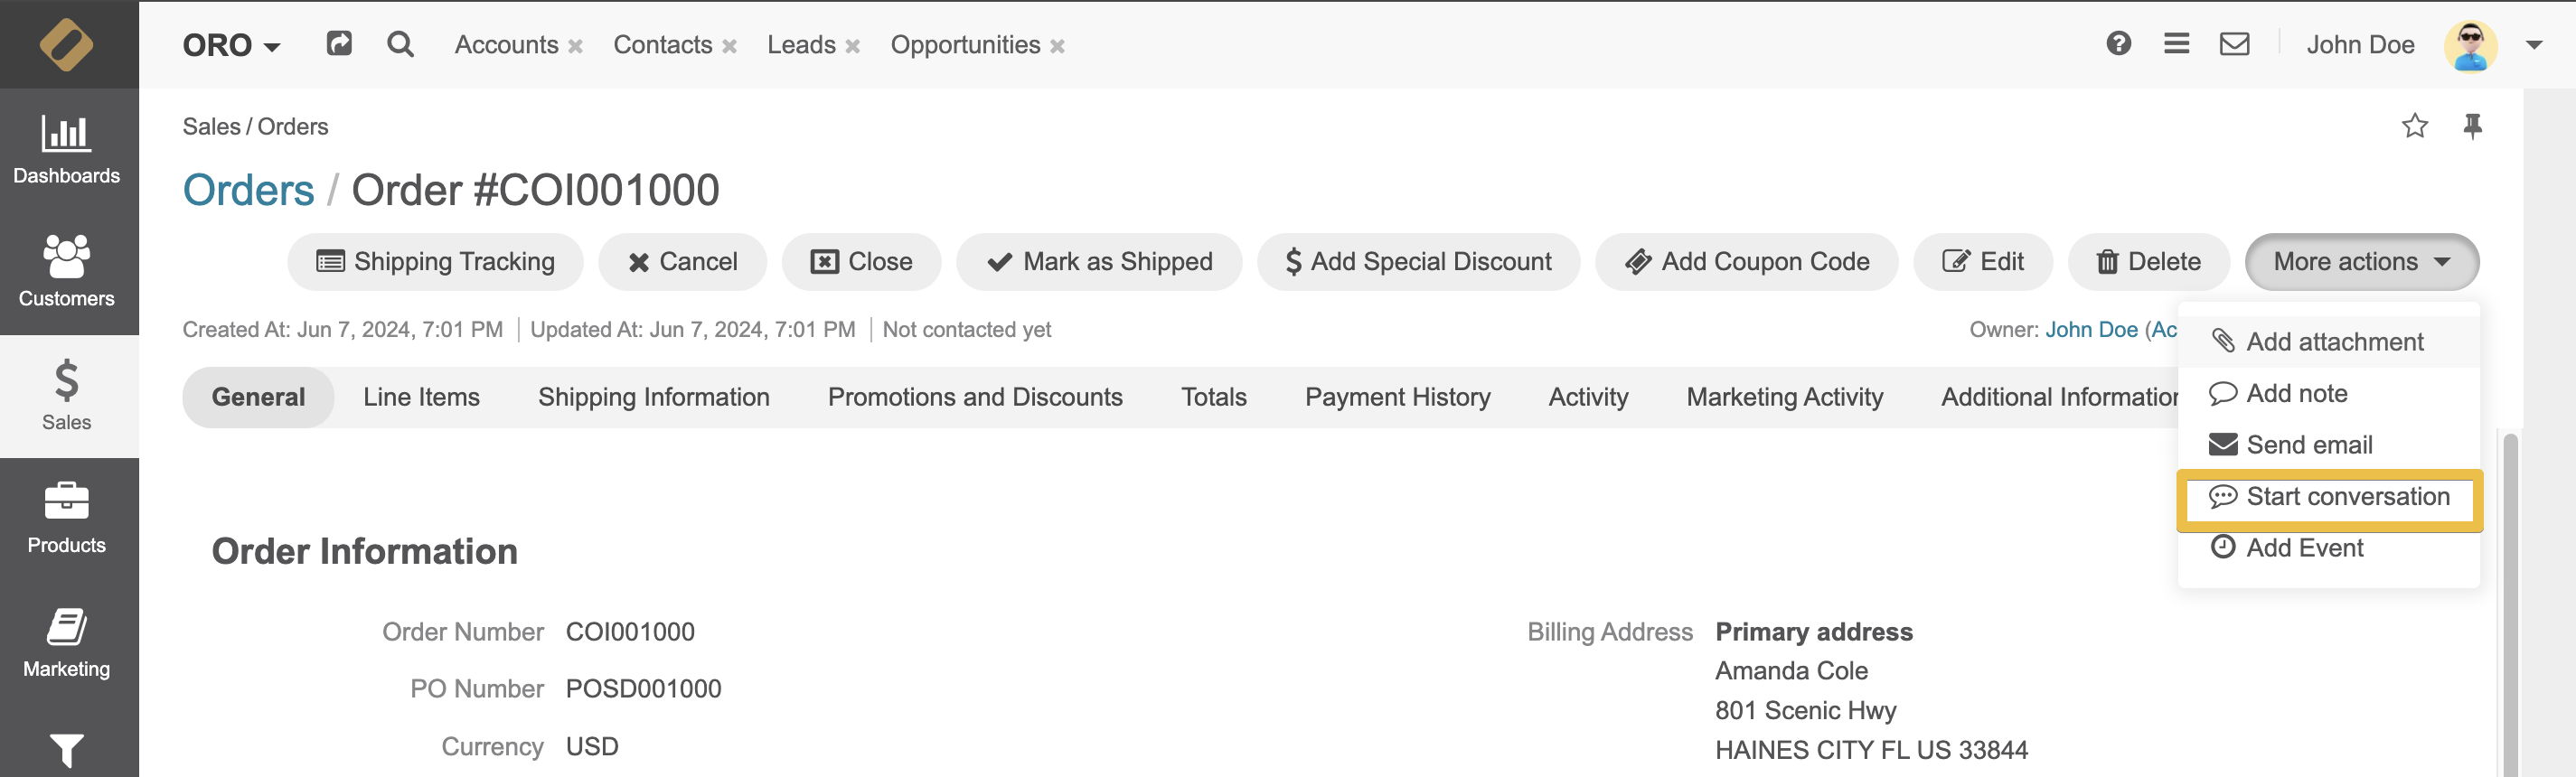 ORO Accounts Contacts Leads Opportunities John Doe
Dashboards
Customers
Sales
Products
Marketing
Sales / Orders
Orders / Order #COI001000
Shipping Tracking Cancel Close Mark as Shipped $ Add Special Discount Add Coupon Code Edit Delete More actions
Created At: Jun 7, 2024, 7:01 PM Updated At: Jun 7, 2024, 7:01 PM Not contacted yet Owner: John Doe (Ac
Add attachment
Add note
Send email
Start conversation
Add Event
General Line Items Shipping Information Promotions and Discounts Totals Payment History Activity Marketing Activity Additional Information
Order Information
Order Number COI001000
PO Number POSD001000
Currency USD
Billing Address Primary address
Amanda Cole
801 Scenic Hwy
HAINES CITY FL US 33844